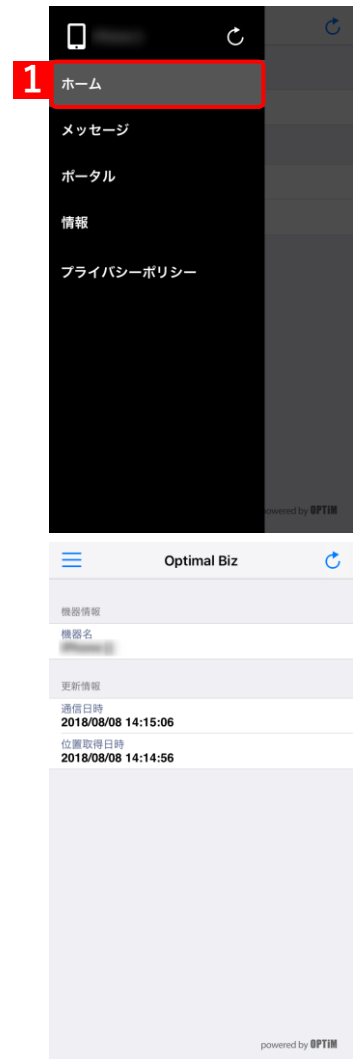 1
ホーム
メッセージ
ポータル
情報
プライバシーポリシー
powered by OPTiM
Optimal Biz
機器情報
機器名
更新情報
通信日時
2018/08/08 14:15:06
位置取得日時
2018/08/08 14:14:56
powered by OPTiM